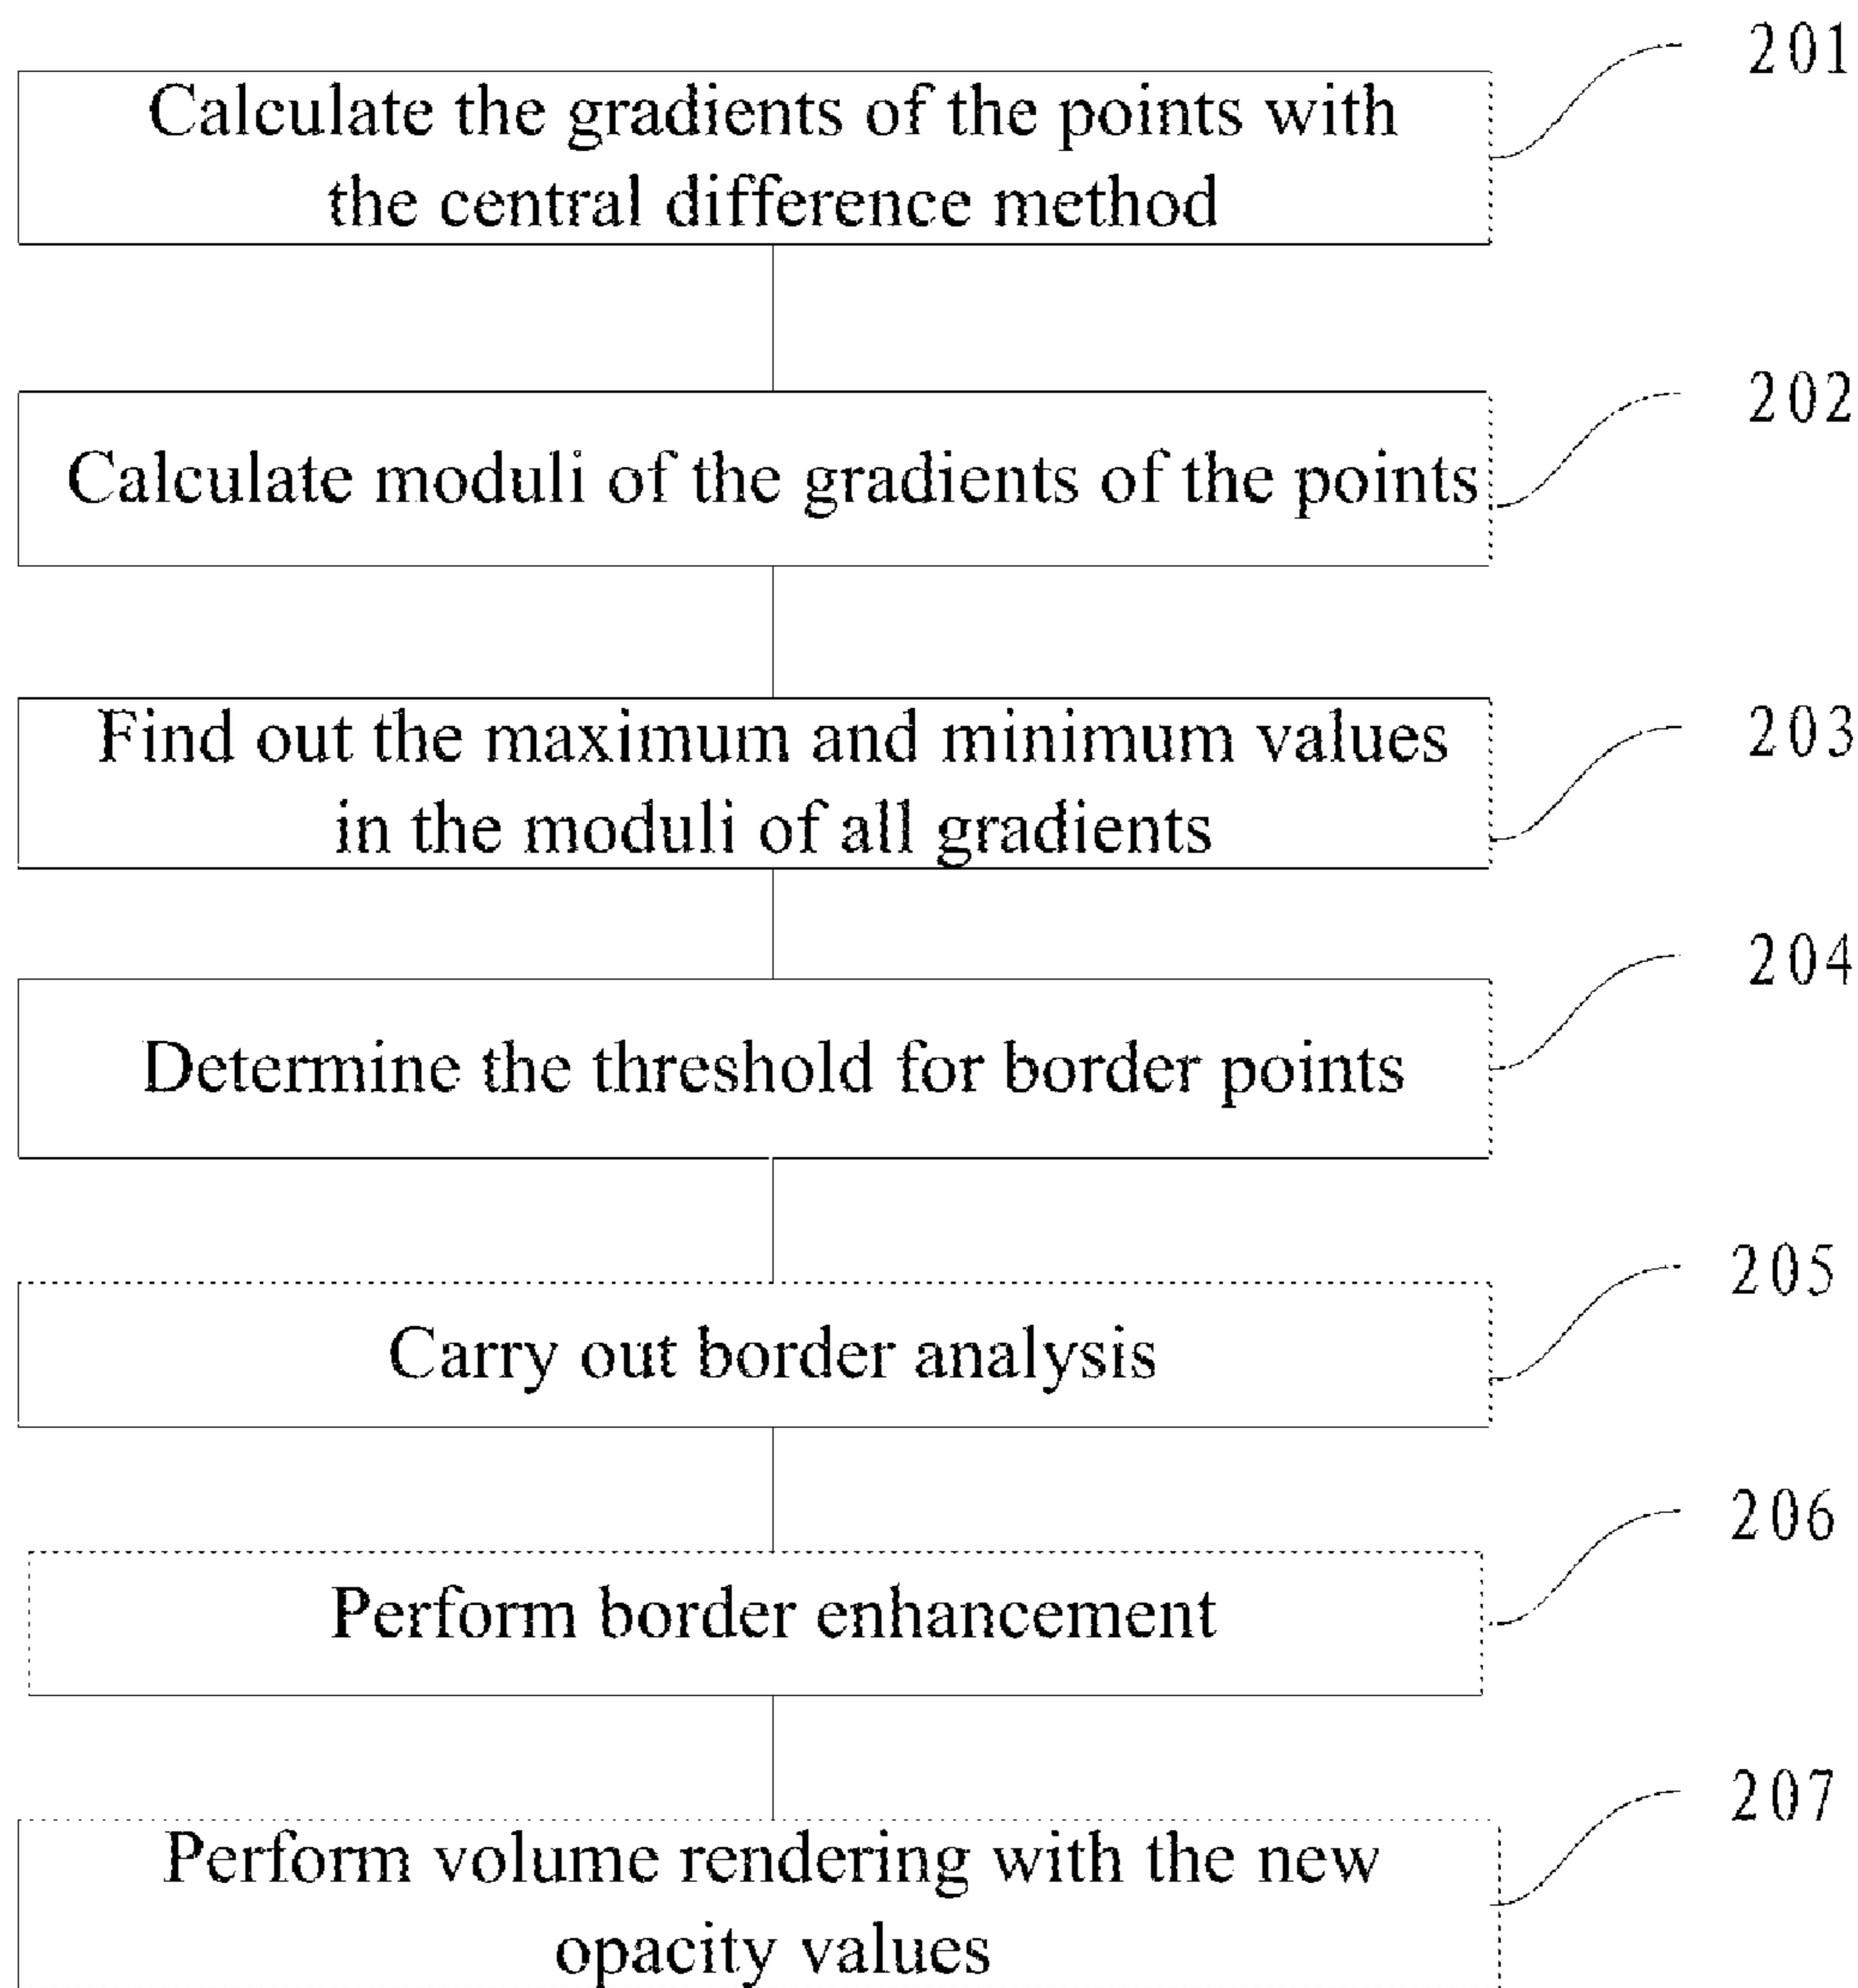 201
Calculate the gradients of the points with
the central difference method
202
Calculate moduli of the gradients of the points
203
Find out the maximum and minimum values
in the moduli of all gradients
204
Determine the threshold for border points
205
Carry out border analysis
206
Perform border enhancement
207
Perform volume rendering with the new
opacity values